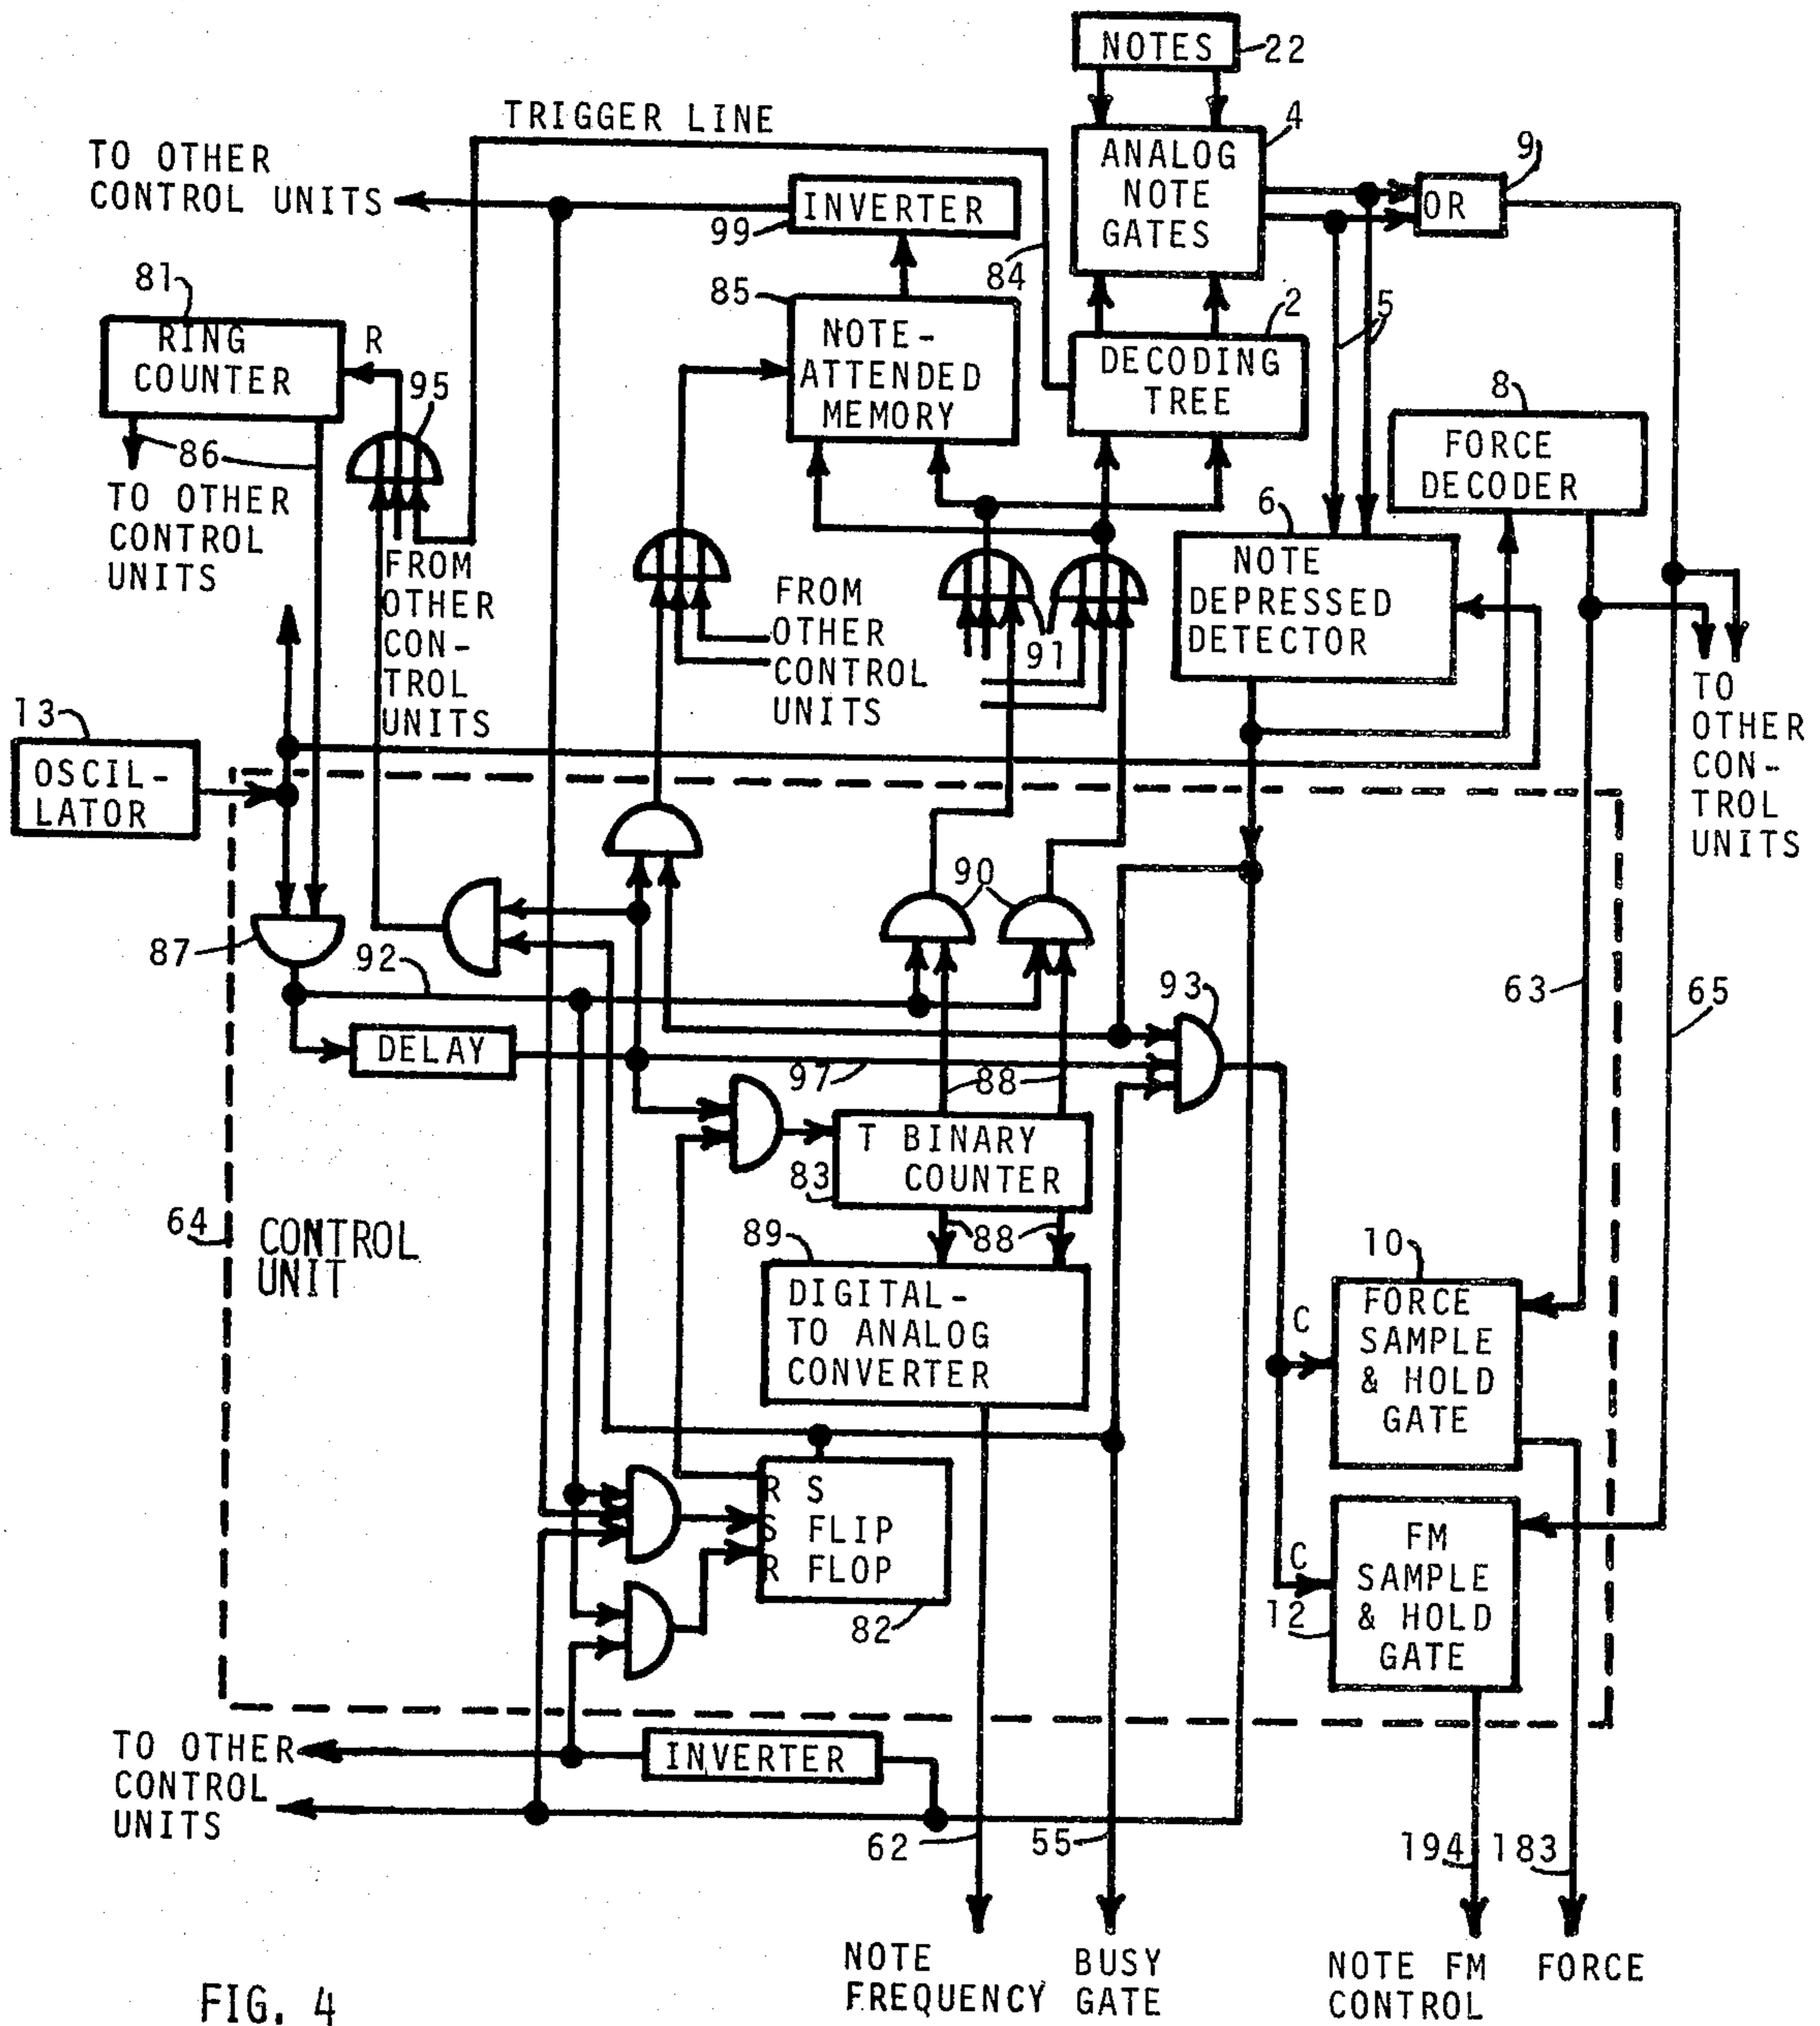 NOTES
22
TRIGGER LINE
4
ANALOG
NOTE
GATES
9
OR
TO OTHER
CONTROL UNITS
INVERTER
99
84
81
RING
COUNTER
R
85
NOTE-
ATTENDED
MEMORY
2
DECODING
TREE
5
95
8
FORCE
DECODER
86
TO OTHER
CONTROL
UNITS
FROM
OTHER
CON-
TROL
UNITS
FROM
OTHER
CONTROL
UNITS
91
6
NOTE
DEPRESSED
DETECTOR
TO
OTHER
CON-
TROL
UNITS
13
OSCIL-
LATOR
90
87
92
93
63
65
DELAY
97
88
T BINARY
COUNTER
83
64
CONTROL
UNIT
89
88
DIGITAL-
TO ANALOG
CONVERTER
10
FORCE
SAMPLE
& HOLD
GATE
C
R S
S FLIP
R FLOP
82
C
12
FM
SAMPLE
& HOLD
GATE
TO OTHER
CONTROL
UNITS
INVERTER
62
55
194
183
NOTE
FREQUENCY
BUSY
GATE
NOTE FM
CONTROL
FORCE
FIG. 4